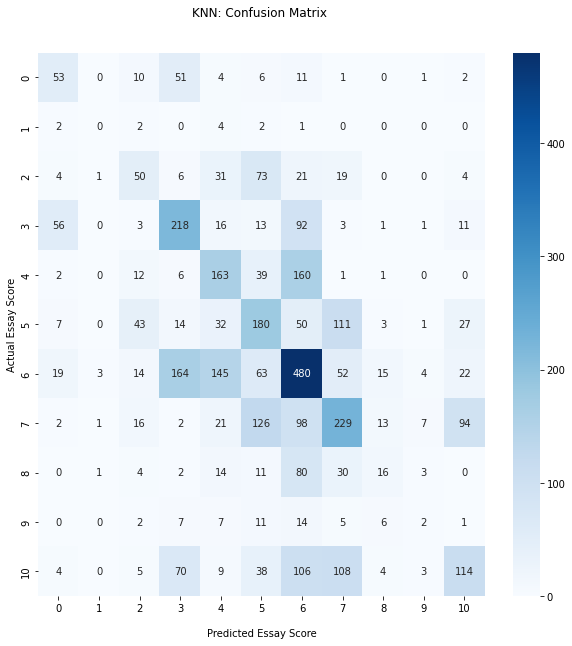 KNN: Confusion Matrix
0 53 0 10 51 4 6 11 1 0 1 2
1 2 0 2 0 4 2 1 0 0 0 0
2 4 1 50 6 31 73 21 19 0 0 4
3 56 0 3 218 16 13 92 3 1 1 11
4 2 0 12 6 163 39 160 1 1 0 0
5 7 0 43 14 32 180 50 111 3 1 27
6 19 3 14 164 145 63 480 52 15 4 22
7 2 1 16 2 21 126 98 229 13 7 94
8 0 1 4 2 14 11 80 30 16 3 0
9 0 0 2 7 7 11 14 5 6 2 1
10 4 0 5 70 9 38 106 108 4 3 114
0 1 2 3 4 5 6 7 8 9 10
Predicted Essay Score
Actual Essay Score
400
300
200
100
0